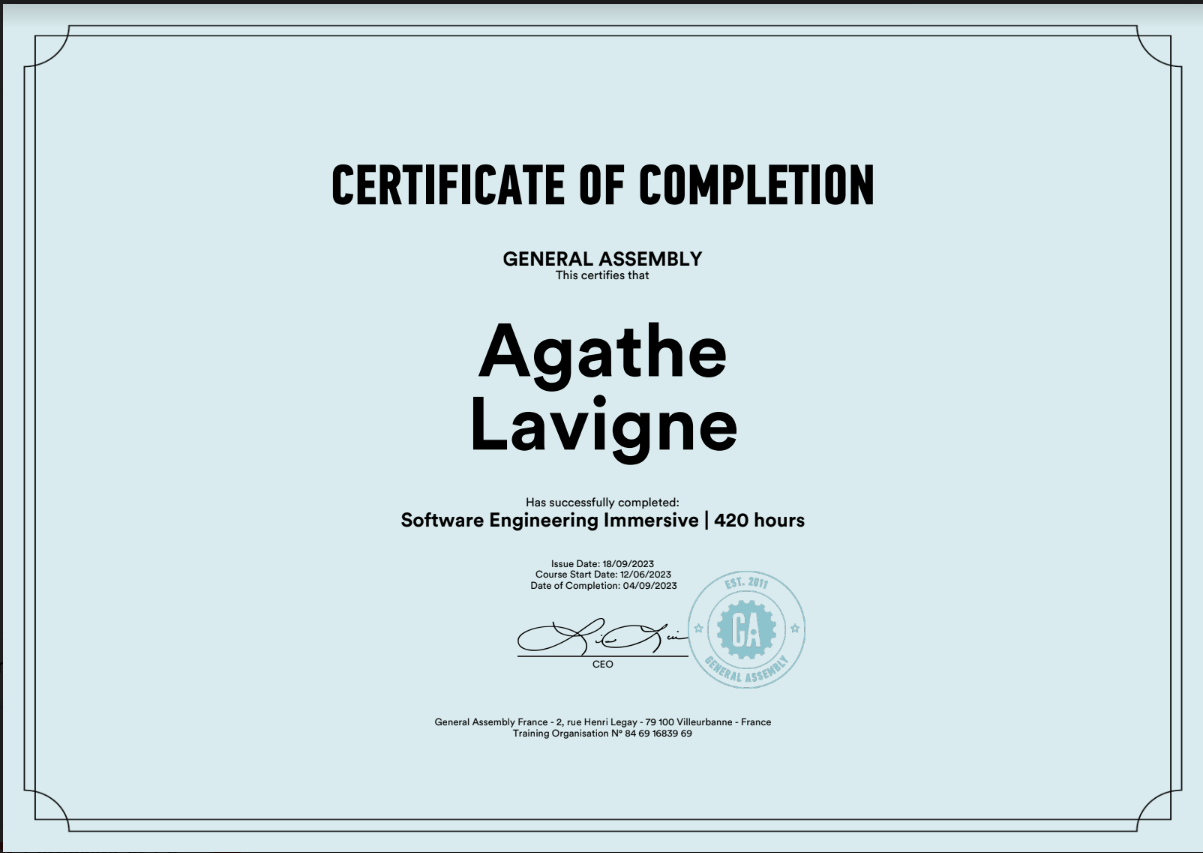 CERTIFICATE OF COMPLETION
GENERAL ASSEMBLY
This certifies that
Agathe
Lavigne
Has successfully completed:
Software Engineering Immersive | 420 hours
Issue Date: 18/09/2023
Course Start Date: 12/06/2023
Date of Completion: 04/09/2023
EST. 2011
GA
GENERAL ASSEMBLY
CEO
General Assembly France - 2, rue Henri Legay - 79 100 Villeurbanne - France
Training Organisation N° 84 69 16839 69